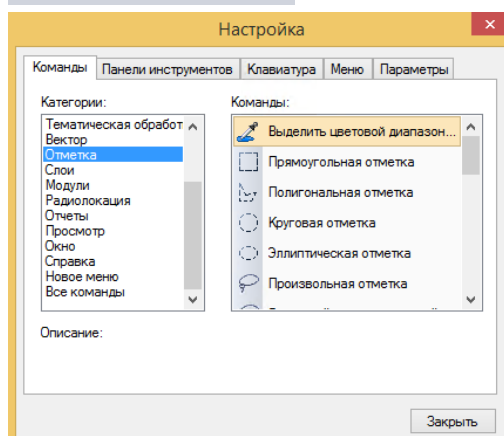 Настройка
Команды Панели инструментов Клавиатура Меню Параметры
Категории:
Тематическая обработ
Вектор
Отметка
Слои
Модули
Радиолокация
Отчеты
Просмотр
Окно
Справка
Новое меню
Все команды
Команды:
Выделить цветовой диапазон...
Прямоугольная отметка
Полигональная отметка
Круговая отметка
Эллиптическая отметка
Произвольная отметка
Описание:
Закрыть